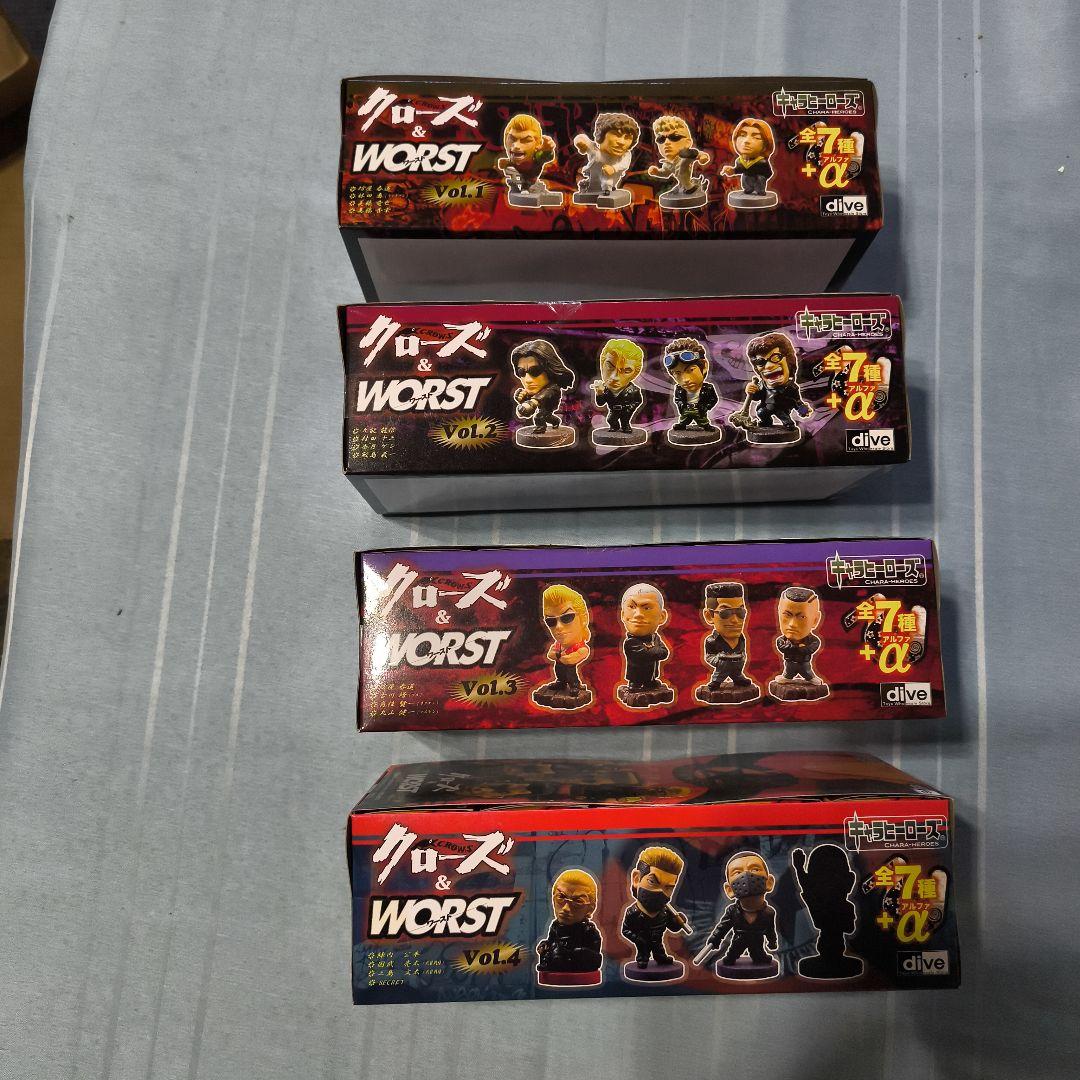 クローズ
T.CROWS
&
WORST
ワースト
Vol.1
キャラヒーローズ
CHARA-HEROES
全7種
アルファ
+α
dive
クローズ
T.CROWS
&
WORST
ワースト
Vol.2
キャラヒーローズ
CHARA-HEROES
全7種
アルファ
+α
dive
クローズ
T.CROWS
&
WORST
ワースト
Vol.3
キャラヒーローズ
CHARA-HEROES
全7種
アルファ
+α
dive
クローズ
WORST
クローズ
T.CROWS
&
WORST
ワースト
Vol.4
SECRET
キャラヒーローズ
CHARA-HEROES
全7種
アルファ
+α
dive